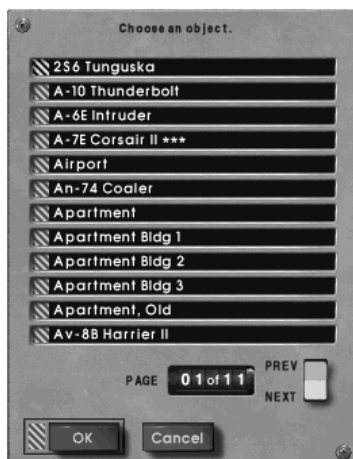 Choose an object.
2S6 Tunguska
A-10 Thunderbolt
A-6E Intruder
A-7E Corsair II ***
Airport
An-74 Coaler
Apartment
Apartment Bldg 1
Apartment Bldg 2
Apartment Bldg 3
Apartment, Old
Av-8B Harrier II
PAGE 01 of 11 PREV
NEXT
OK Cancel